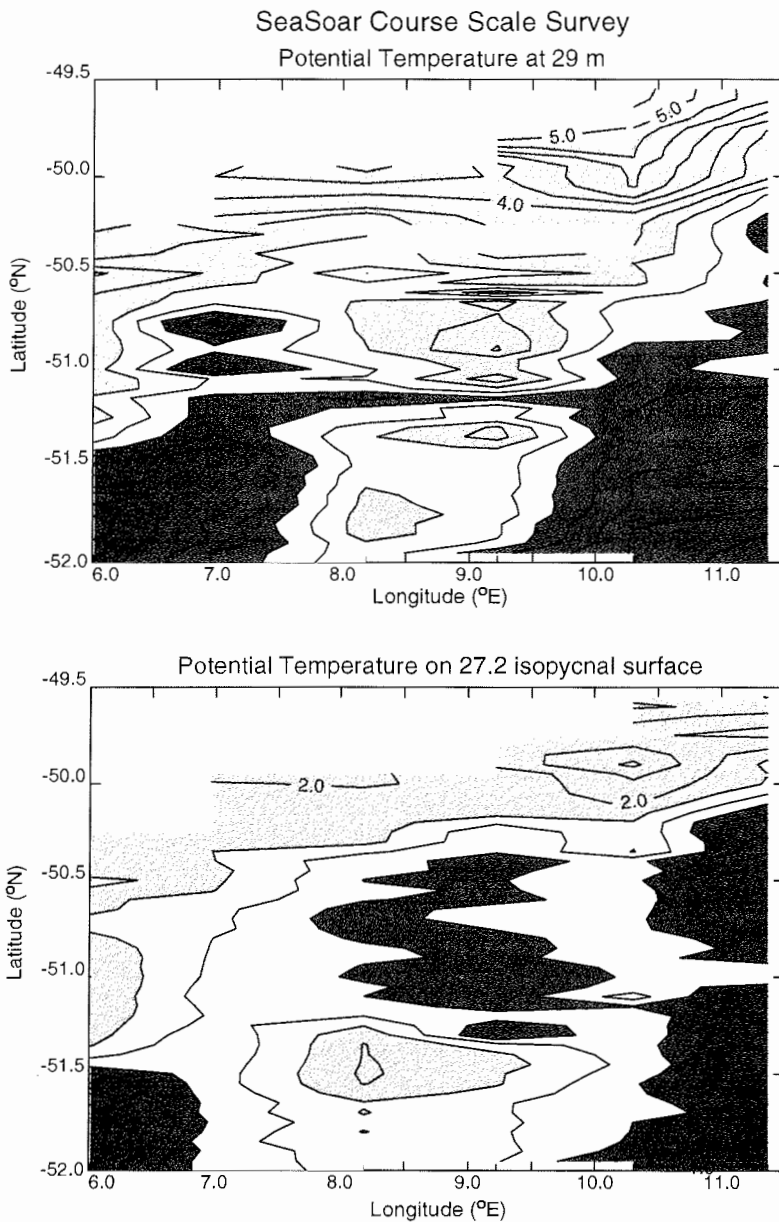 SeaSoar Course Scale Survey
Potential Temperature at 29 m
-49.5
-50.0
-50.5
-51.0
-51.5
-52.0
Latitude (ºN)
5.0
5.0
4.0
6.0 7.0 8.0 9.0 10.0 11.0
Longitude (ºE)
Potential Temperature on 27.2 isopycnal surface
-49.5
-50.0
-50.5
-51.0
-51.5
-52.0
Latitude (ºN)
2.0
2.0
6.0 7.0 8.0 9.0 10.0 11.0
Longitude (ºE)